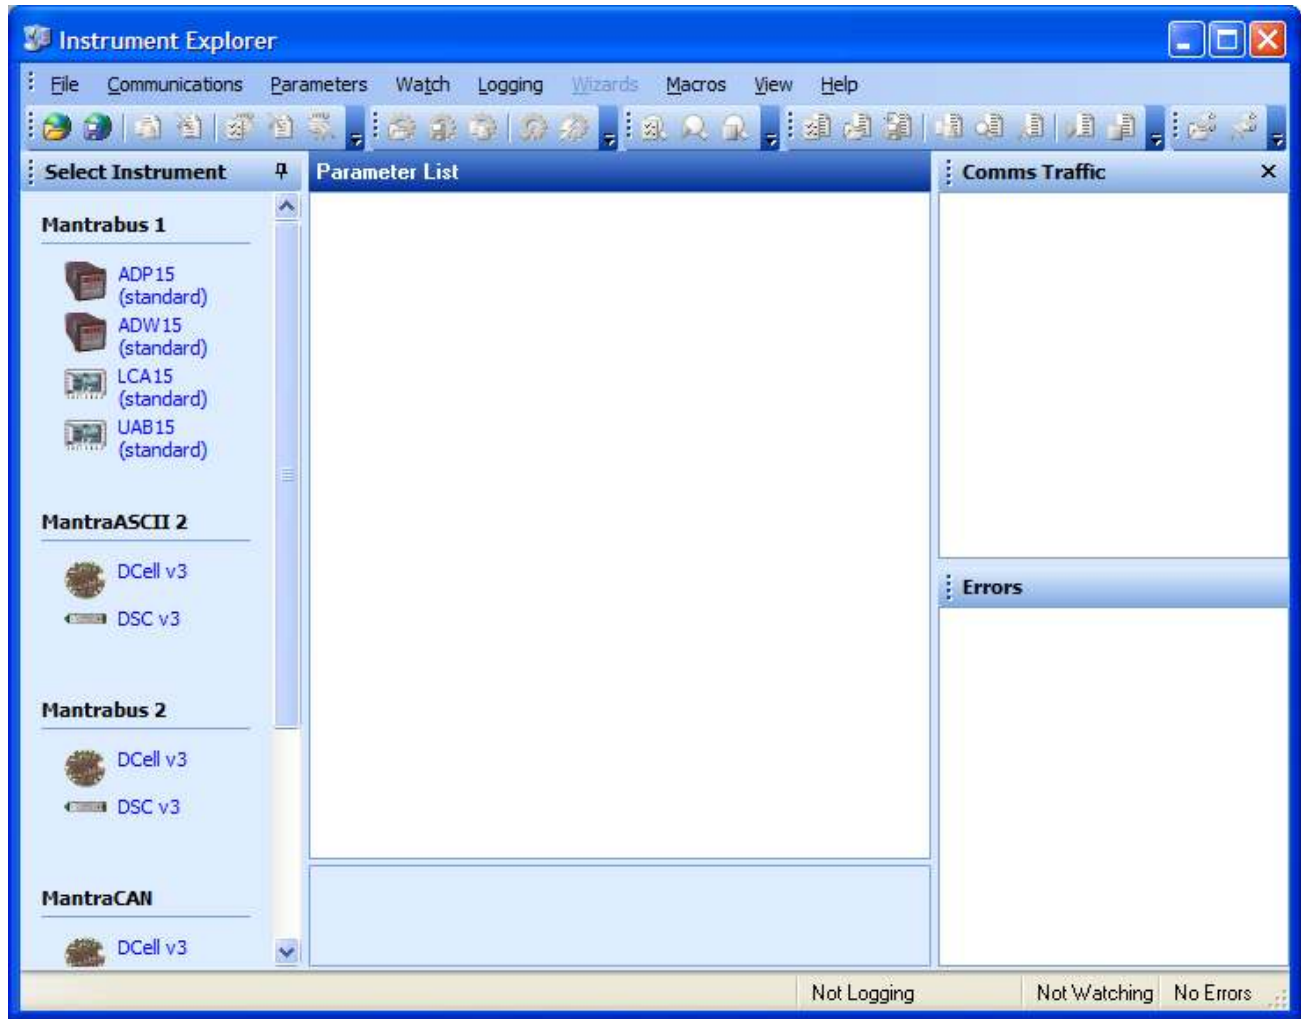 Instrument Explorer
File Communications Parameters Watch Logging Wizards Macros View Help
Select Instrument
Mantrabus 1
ADP15
(standard)
ADW15
(standard)
LCA15
(standard)
UAB15
(standard)
MantraASCII 2
DCell v3
DSC v3
Mantrabus 2
DCell v3
DSC v3
MantraCAN
DCell v3
Parameter List
Comms Traffic
Errors
Not Logging Not Watching No Errors